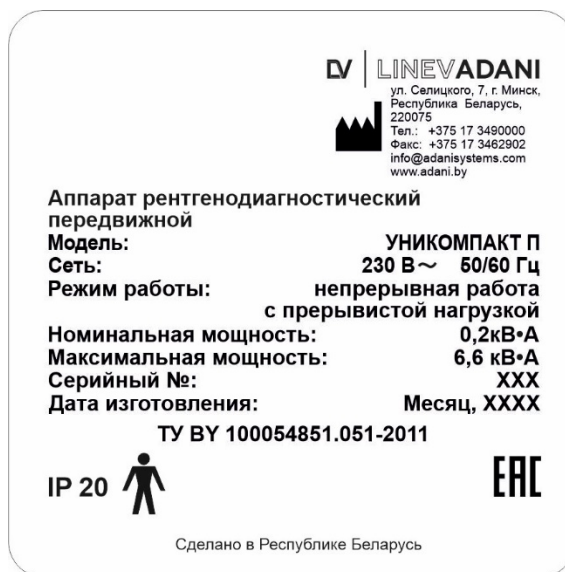 LV | LINEVADANI
ул. Селицкого, 7, г. Минск,
Республика Беларусь,
220075
Тел.: +375 17 3490000
Факс: +375 17 3462902
info@adanisystems.com
www.adani.by
Аппарат рентгенодиагностический
передвижной
Модель: УНИКОМПАКТ П
Сеть: 230 В～ 50/60 Гц
Режим работы: непрерывная работа
с прерывистой нагрузкой
Номинальная мощность: 0,2кВ•А
Максимальная мощность: 6,6 кВ•А
Серийный №: XXX
Дата изготовления: Месяц, XXXX
ТУ BY 100054851.051-2011
IP 20 EAC
Сделано в Республике Беларусь